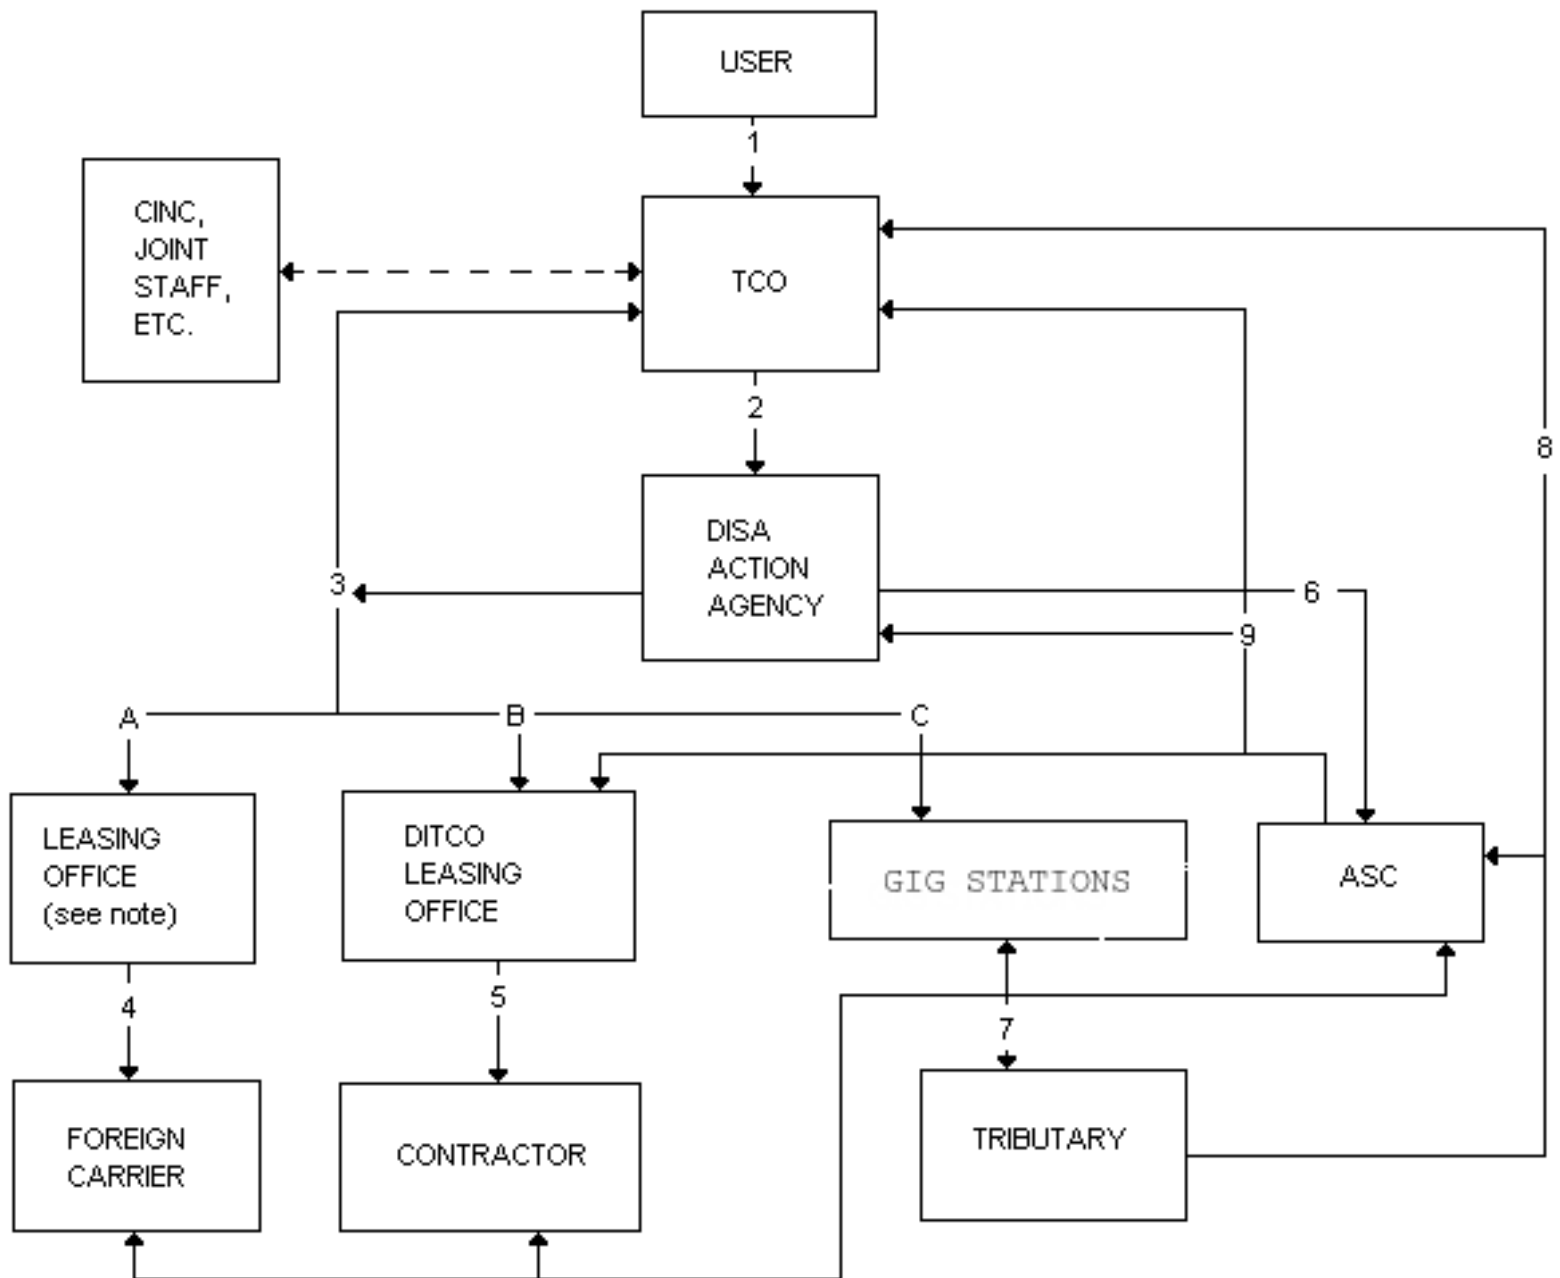 USER
1
CINC,
JOINT
STAFF,
ETC.
TCO
2
8
DISA
ACTION
AGENCY
3
6
9
A
B
C
LEASING
OFFICE
(see note)
DITCO
LEASING
OFFICE
GIG STATIONS
ASC
4
5
7
FOREIGN
CARRIER
CONTRACTOR
TRIBUTARY